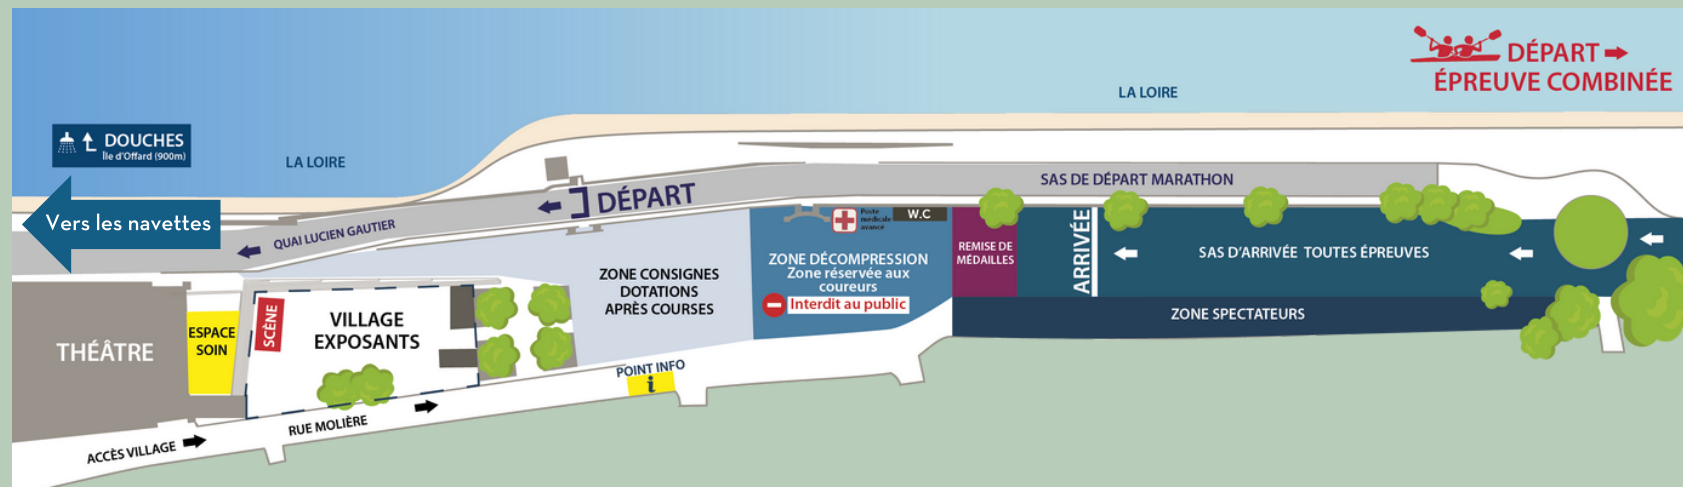 DÉPART
ÉPREUVE COMBINÉE
LA LOIRE
DOUCHES
Île d'Offard (900m)
LA LOIRE
SAS DE DÉPART MARATHON
DÉPART
Vers les navettes
QUAI LUCIEN GAUTIER
Poste
medicale
avancé
W.C
REMISE DE
MÉDAILLES
ARRIVÉE
SAS D'ARRIVÉE TOUTES ÉPREUVES
ZONE DÉCOMPRESSION
Zone réservée aux
coureurs
Interdit au public
ZONE CONSIGNES
DOTATIONS
APRÈS COURSES
ZONE SPECTATEURS
THÉÂTRE
ESPACE
SOIN
SCÈNE
VILLAGE
EXPOSANTS
POINT INFO
i
RUE MOLIÈRE
ACCÈS VILLAGE